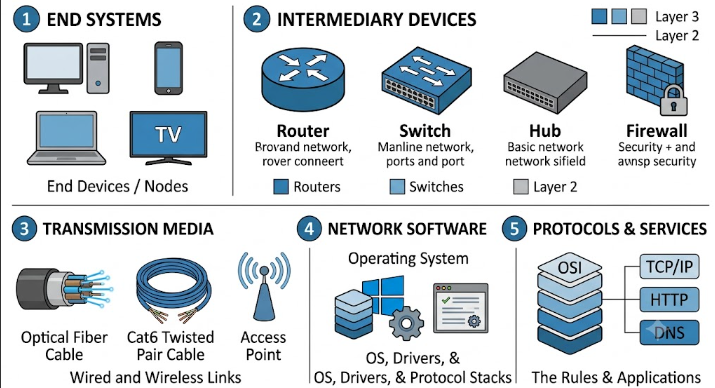 1 END SYSTEMS
TV
End Devices / Nodes
2 INTERMEDIARY DEVICES
Layer 3
Layer 2
Router
Brovand network,
rover conneert
Switch
Manline network,
ports and port
Hub
Basic network
network sifield
Firewall
Security + and
awnsp security
Routers
Switches
Layer 2
3 TRANSMISSION MEDIA
Optical Fiber
Cable
Cat6 Twisted
Pair Cable
Access
Point
Wired and Wireless Links
4 NETWORK SOFTWARE
Operating System
OS, Drivers, &
OS, Drivers, & Protocol Stacks
5 PROTOCOLS & SERVICES
OSI
TCP/IP
HTTP
DNS
The Rules & Applications